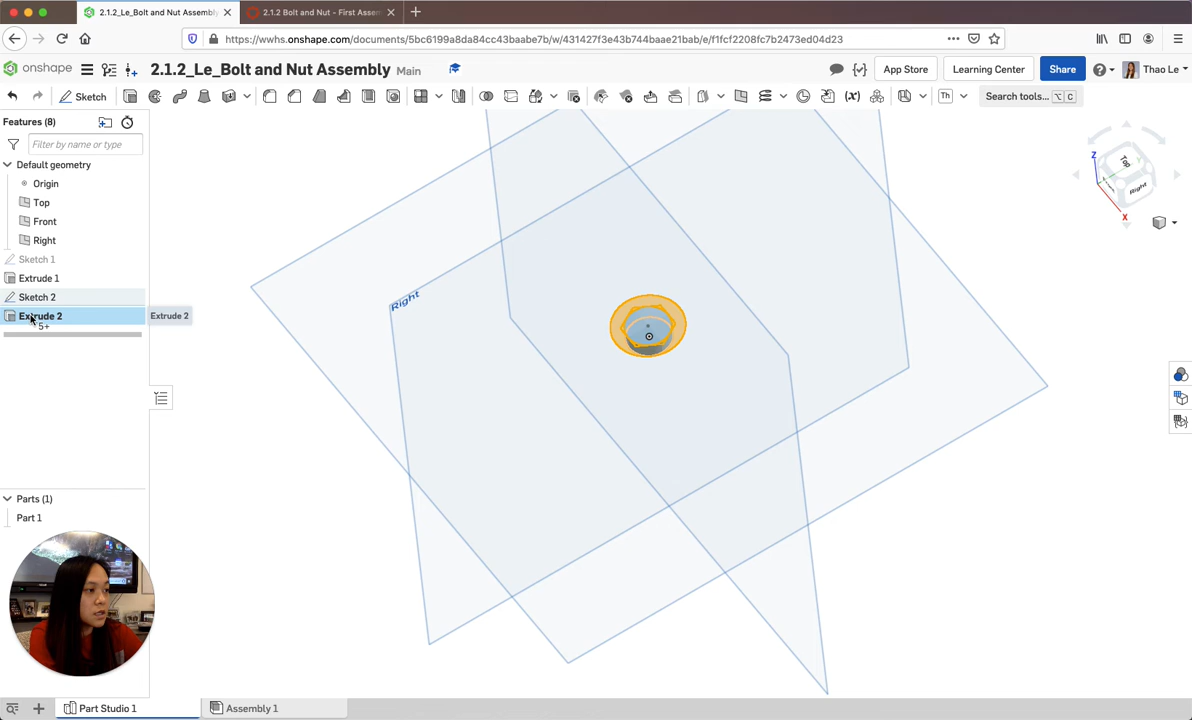 2.1.2_Le_Bolt and Nut Assembly
2.1.2 Bolt and Nut - First Assem
https://wwhs.onshape.com/documents/5bc6199a8da84cc43baabe7b/w/431427f3e43b744baae21bab/e/f1fcf2208fc7b2473ed04d23
onshape
2.1.2_Le_Bolt and Nut Assembly Main
App Store
Learning Center
Share
Thao Le
Sketch
Th
Search tools... ⌥ C
Features (8)
Filter by name or type
Default geometry
Origin
Top
Front
Right
Sketch 1
Extrude 1
Sketch 2
Extrude 2
Extrude 2
5+
Right
Z
Top
Right
X
Parts (1)
Part 1
Part Studio 1
Assembly 1